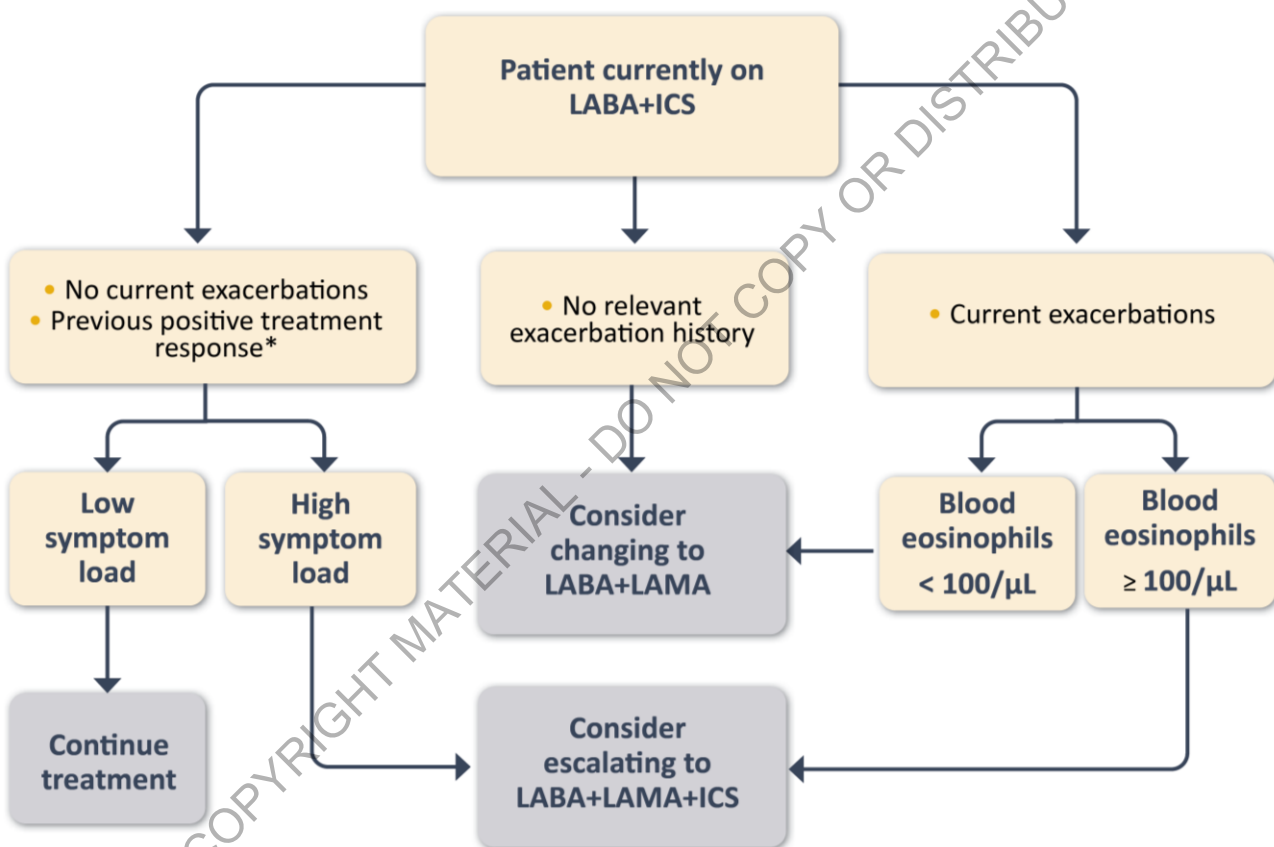 Patient currently on
LABA+ICS
• No current exacerbations
• Previous positive treatment
response*
• No relevant
exacerbation history
• Current exacerbations
Low
symptom
load
High
symptom
load
Consider
changing to
LABA+LAMA
Blood
eosinophils
< 100/µL
Blood
eosinophils
≥ 100/µL
Continue
treatment
Consider
escalating to
LABA+LAMA+ICS
COPYRIGHT MATERIAL - DO NOT COPY OR DISTRIBU